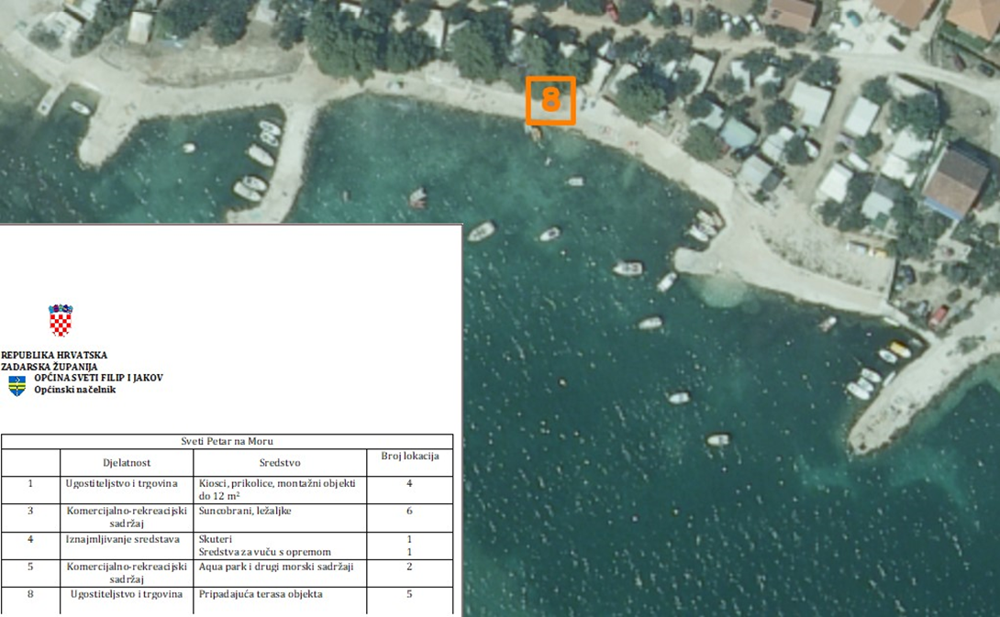 8
REPUBLIKA HRVATSKA
ZADARSKA ŽUPANIJA
OPĆINA SVETI FILIP I JAKOV
Općinski načelnik
Sveti Petar na Moru
Djelatnost Sredstvo Broj lokacija
1 Ugostiteljstvo i trgovina Kiosci, prikolice, montažni objekti 4
do 12 m²
3 Komercijalno-rekreacijski Suncobrani, ležaljke 6
sadržaj
4 Iznajmljivanje sredstava Skuteri 1
Sredstva za vuču s opremom 1
5 Komercijalno-rekreacijski Aqua park i drugi morski sadržaji 2
sadržaj
8 Ugostiteljstvo i trgovina Pripadajuća terasa objekta 5